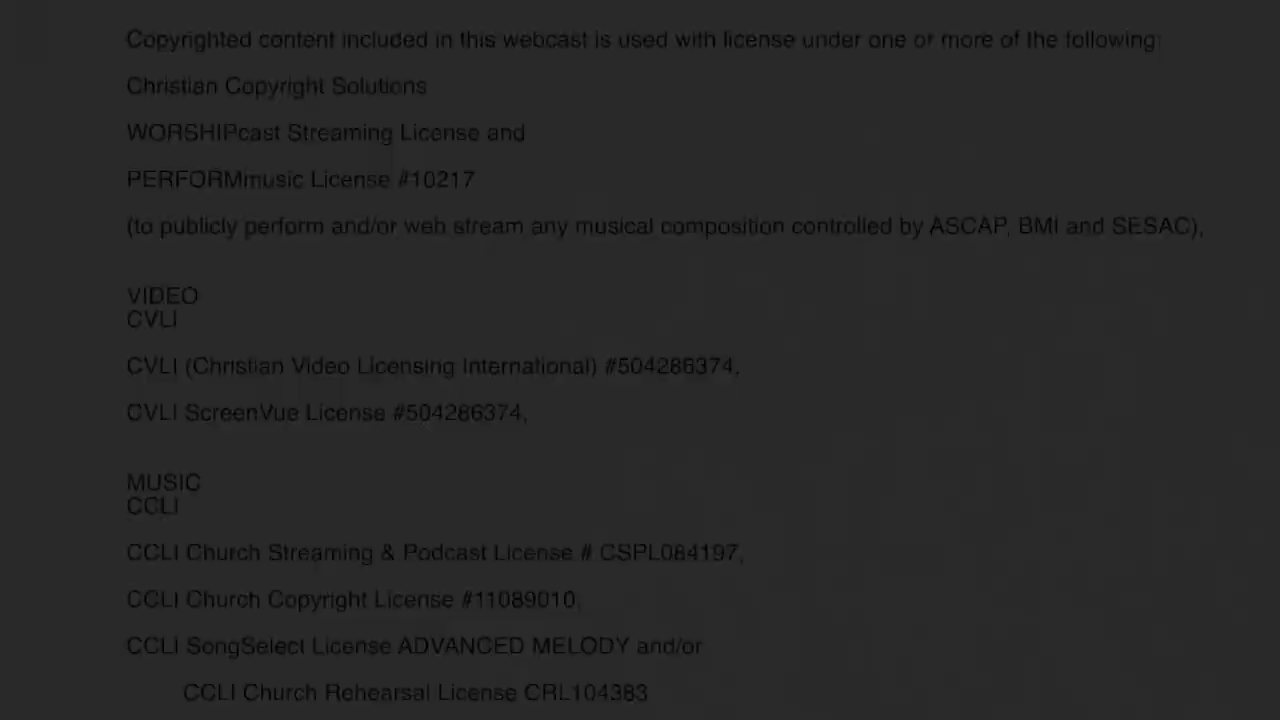 Copyrighted content included in this webcast is used with license under one or more of the following:
Christian Copyright Solutions
WORSHIPcast Streaming License and
PERFORMmusic License #10217
(to publicly perform and/or web stream any musical composition controlled by ASCAP, BMI and SESAC),
VIDEO
CVLI
CVLI (Christian Video Licensing International) #504286374,
CVLI ScreenVue License #504286374,
MUSIC
CCLI
CCLI Church Streaming & Podcast License # CSPL084197,
CCLI Church Copyright License #11089010,
CCLI SongSelect License ADVANCED MELODY and/or
CCLI Church Rehearsal License CRL104383